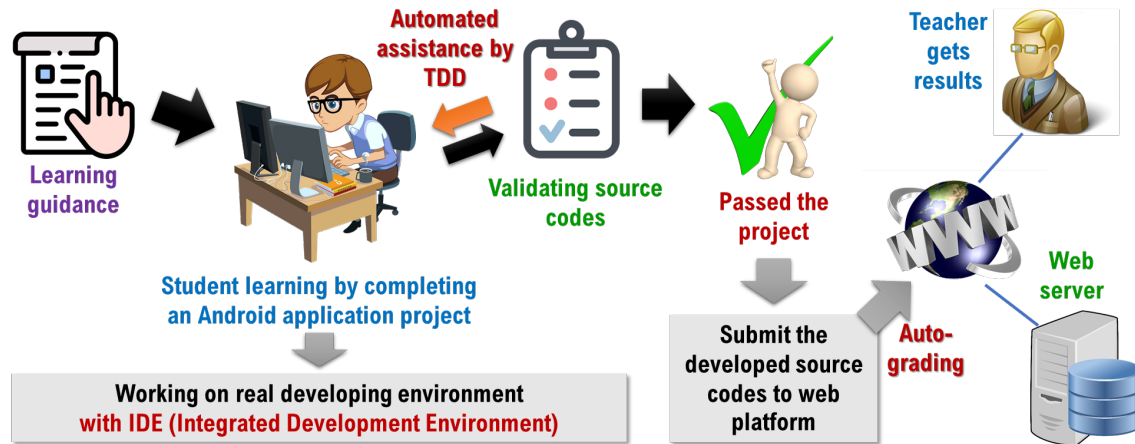 Learning
guidance
Automated
assistance by
TDD
Student learning by completing
an Android application project
Working on real developing environment
with IDE (Integrated Development Environment)
Validating source
codes
Passed the
project
Submit the
developed source
codes to web
platform
Auto-
grading
Teacher
gets
results
WWW
Web
server